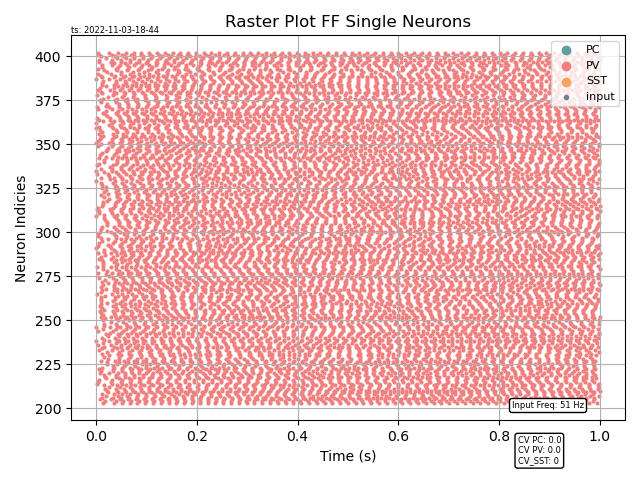 Raster Plot FF Single Neurons
ts: 2022-11-03-18-44
PC
PV
SST
input
400
375
350
325
300
275
250
225
200
Neuron Indicies
Input Freq: 51 Hz
0.0 0.2 0.4 0.6 0.8 1.0
Time (s)
CV PC: 0.0
CV PV: 0.0
CV_SST: 0